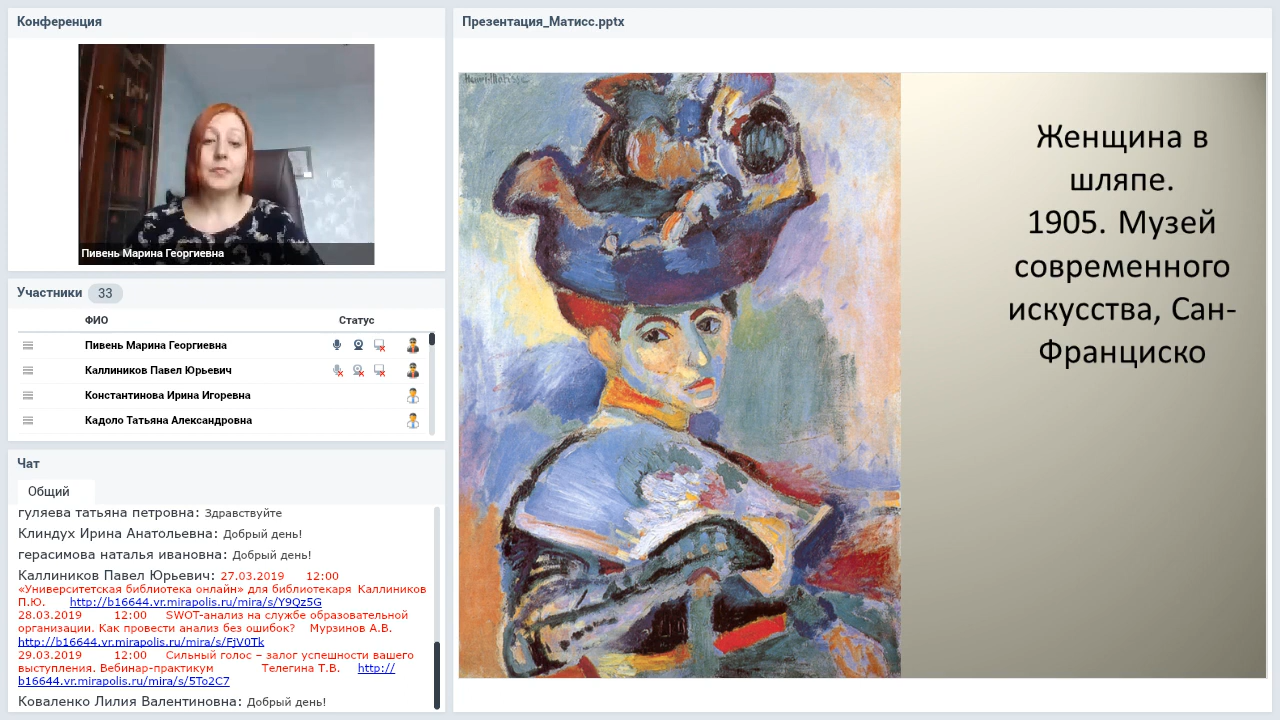 Конференция
Пивень Марина Георгиевна
Участники 33
ФИО Статус
Пивень Марина Георгиевна
Каллиников Павел Юрьевич
Константинова Ирина Игоревна
Кадоло Татьяна Александровна
Чат
Общий
гуляева татьяна петровна: Здравствуйте
Клиндух Ирина Анатольевна: Добрый день!
герасимова наталья ивановна: Добрый день!
Каллиников Павел Юрьевич: 27.03.2019 12:00
«Университетская библиотека онлайн» для библиотекаря Каллиников
П.Ю. http://b16644.vr.mirapolis.ru/mira/s/Y9Qz5G
28.03.2019 12:00 SWOT-анализ на службе образовательной
организации. Как провести анализ без ошибок? Мурзинов А.В.
http://b16644.vr.mirapolis.ru/mira/s/FjV0Tk
29.03.2019 12:00 Сильный голос – залог успешности вашего
выступления. Вебинар-практикум Телегина Т.В. http://
b16644.vr.mirapolis.ru/mira/s/5To2C7
Коваленко Лилия Валентиновна: Добрый день!
Презентация_Матисс.pptx
Henri-Matisse
Женщина в
шляпе.
1905. Музей
современного
искусства, Сан-
Франциско